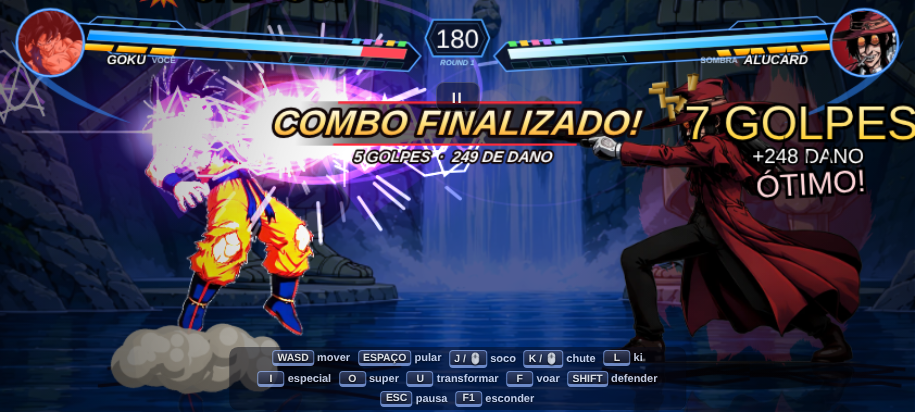 180
ROUND 1
GOKU VOCÊ
SOMBRA ALUCARD
COMBO FINALIZADO!
5 GOLPES · 249 DE DANO
7 GOLPES
+248 DANO
ÓTIMO!
WASD mover ESPAÇO pular J / soco K / chute L ki
I especial O super U transformar F voar SHIFT defender
ESC pausa F1 esconder